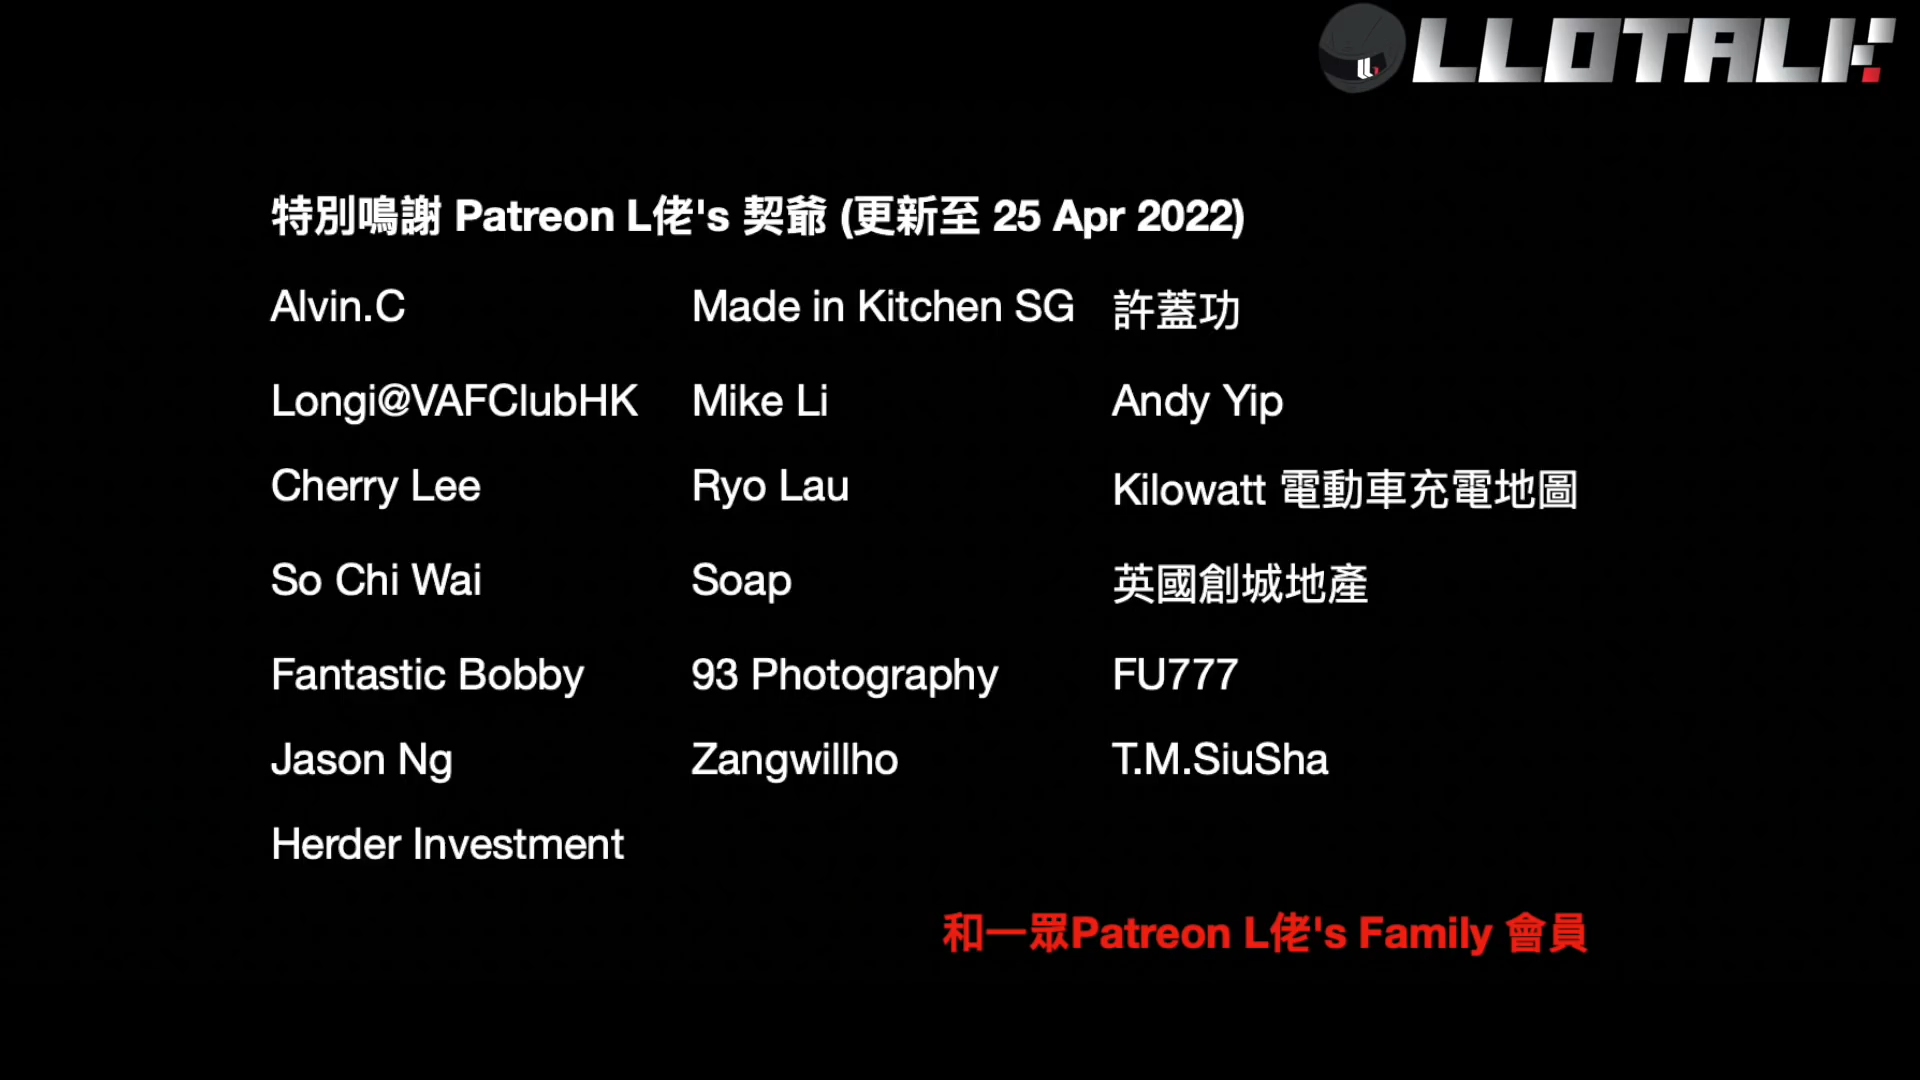 LLOTALK
特別鳴謝 Patreon L佬's 契爺 (更新至 25 Apr 2022)
Alvin.C Made in Kitchen SG 許蓋功
Longi@VAFClubHK Mike Li Andy Yip
Cherry Lee Ryo Lau Kilowatt 電動車充電地圖
So Chi Wai Soap 英國創城地產
Fantastic Bobby 93 Photography FU777
Jason Ng Zangwillho T.M.SiuSha
Herder Investment
和一眾Patreon L佬's Family 會員